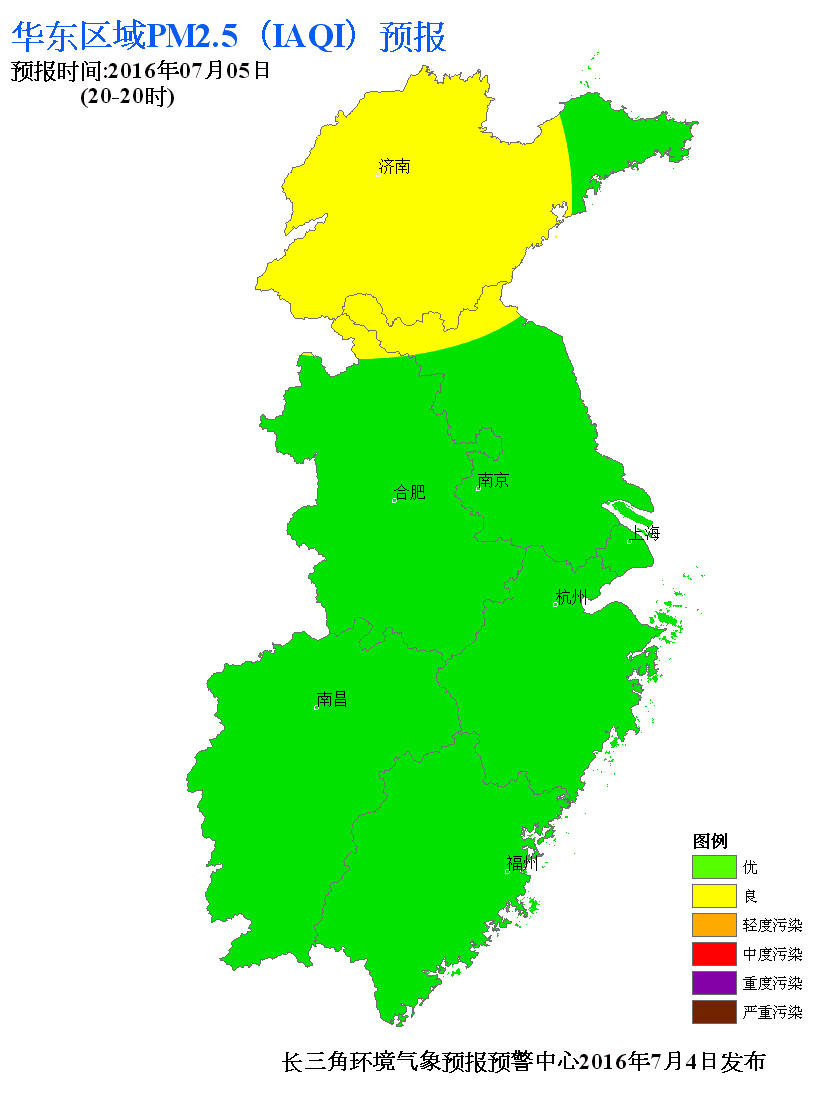 华东区域PM2.5（IAQI）预报
预报时间:2016年07月05日
(20-20时)
济南
南京
合肥
上海
杭州
南昌
福州
图例
优
良
轻度污染
中度污染
重度污染
严重污染
长三角环境气象预报预警中心2016年7月4日发布